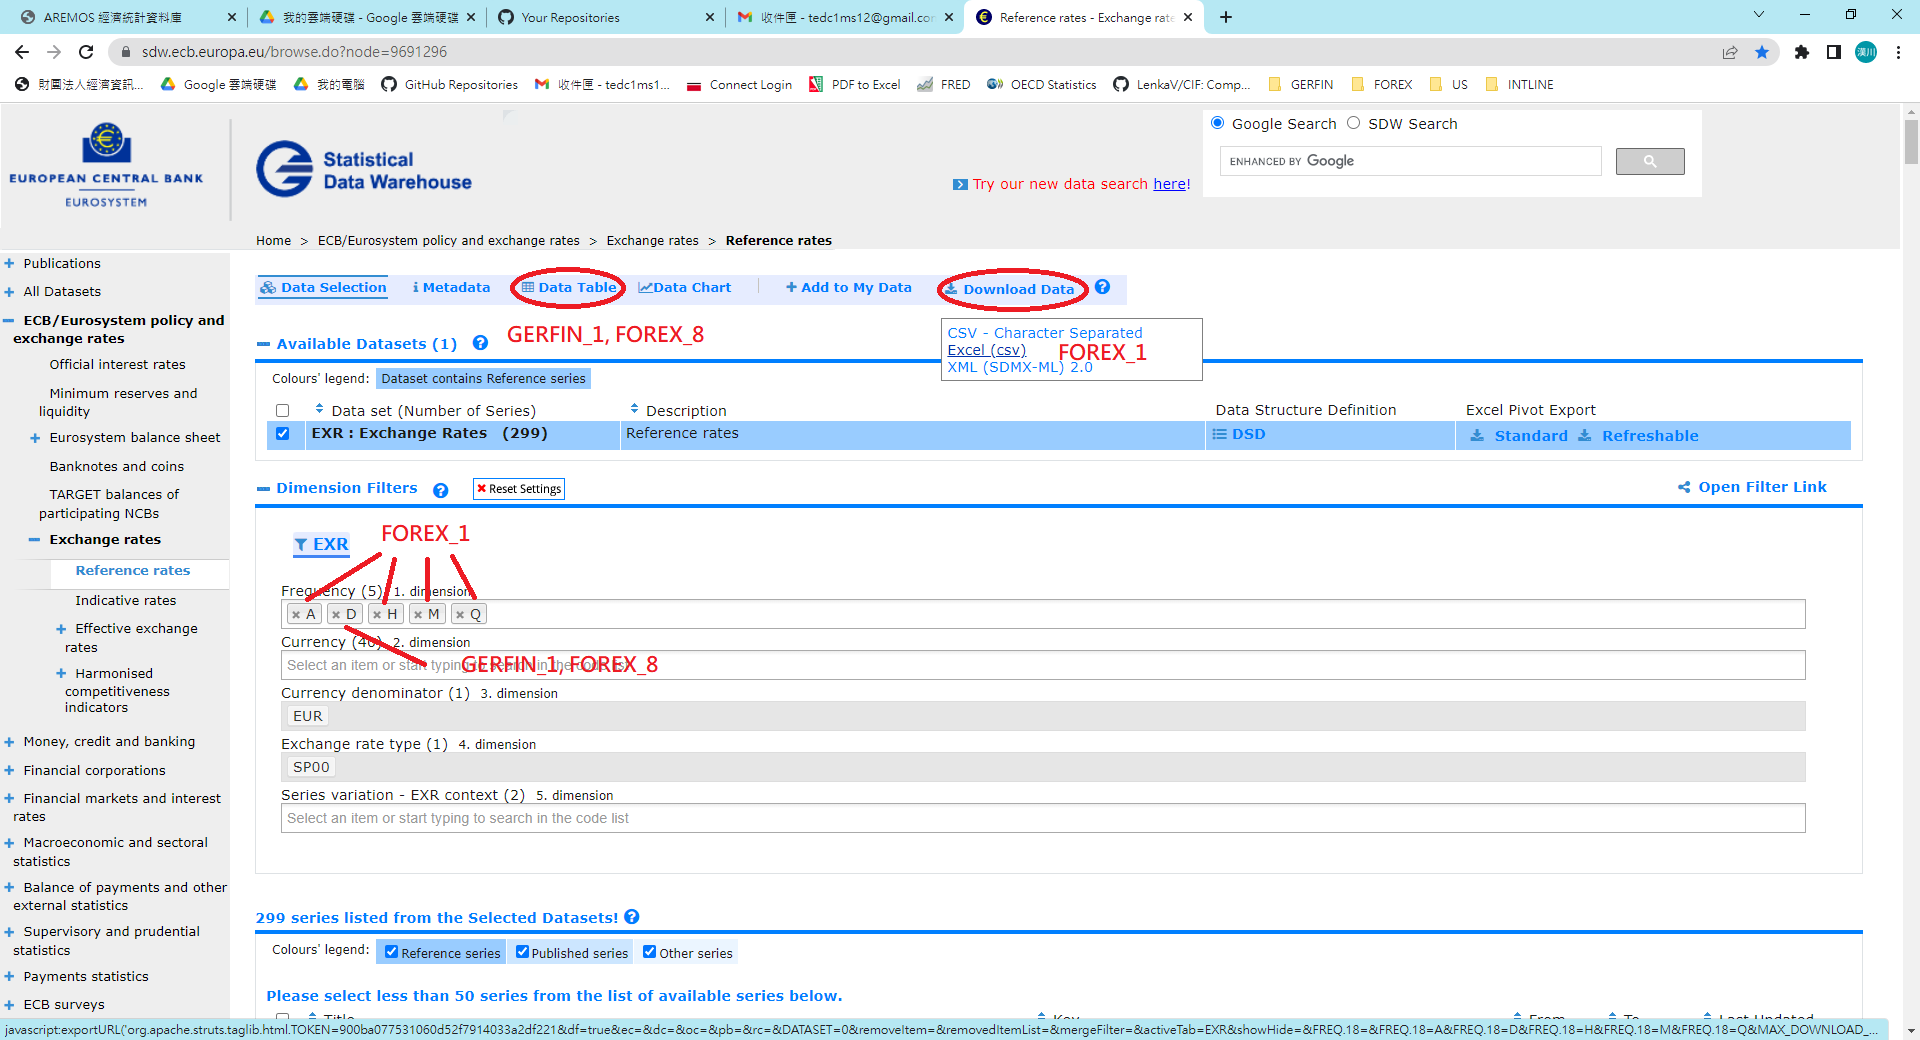 AREMOS 經濟統計資料庫
我的雲端硬碟 - Google 雲端硬碟
Your Repositories
收件匣 - tedc1ms12@gmail.co
Reference rates - Exchange rate
sdw.ecb.europa.eu/browse.do?node=9691296
漢川
財團法人經濟資訊...
Google 雲端硬碟
我的電腦
GitHub Repositories
收件匣 - tedc1ms1...
Connect Login
PDF to Excel
FRED
OECD Statistics
LenkaV/CIF: Comp...
GERFIN
FOREX
US
INTLINE
EUROPEAN CENTRAL BANK
EUROSYSTEM
Statistical
Data Warehouse
Try our new data search here!
Google Search
SDW Search
ENHANCED BY Google
Home > ECB/Eurosystem policy and exchange rates > Exchange rates > Reference rates
Publications
All Datasets
ECB/Eurosystem policy and
exchange rates
Official interest rates
Minimum reserves and
liquidity
Eurosystem balance sheet
Banknotes and coins
TARGET balances of
participating NCBs
Exchange rates
Reference rates
Indicative rates
Effective exchange
rates
Harmonised
competitiveness
indicators
Money, credit and banking
Financial corporations
Financial markets and interest
rates
Macroeconomic and sectoral
statistics
Balance of payments and other
external statistics
Supervisory and prudential
statistics
Payments statistics
ECB surveys
Data Selection
Metadata
Data Table
Data Chart
Add to My Data
Download Data
GERFIN_1, FOREX_8
CSV - Character Separated
Excel (csv)
XML (SDMX-ML) 2.0
FOREX_1
Available Datasets (1)
Colours' legend: Dataset contains Reference series
Data set (Number of Series)
Description
Data Structure Definition
Excel Pivot Export
EXR : Exchange Rates (299)
Reference rates
DSD
Standard
Refreshable
Dimension Filters
Reset Settings
Open Filter Link
EXR
FOREX_1
Frequency (5) 1. dimension
A
D
H
M
Q
Currency (46) 2. dimension
Select an item or start typing to search in the code list
GERFIN_1, FOREX_8
Currency denominator (1) 3. dimension
EUR
Exchange rate type (1) 4. dimension
SP00
Series variation - EXR context (2) 5. dimension
Select an item or start typing to search in the code list
299 series listed from the Selected Datasets!
Colours' legend: Reference series Published series Other series
Please select less than 50 series from the list of available series below.
Title
Key
From
To
Last Updated
javascript:exportURL('org.apache.struts.taglib.html.TOKEN=900ba077531060d52f7914033a2df221&df=true&ec=&dc=&oc=&pb=&rc=&DATASET=0&removeItem=&removedItemList=&mergeFilter=&activeTab=EXR&showHide=&FREQ.18=&FREQ.18=A&FREQ.18=D&FREQ.18=H&FREQ.18=M&FREQ.18=Q&MAX_DOWNLOAD_...